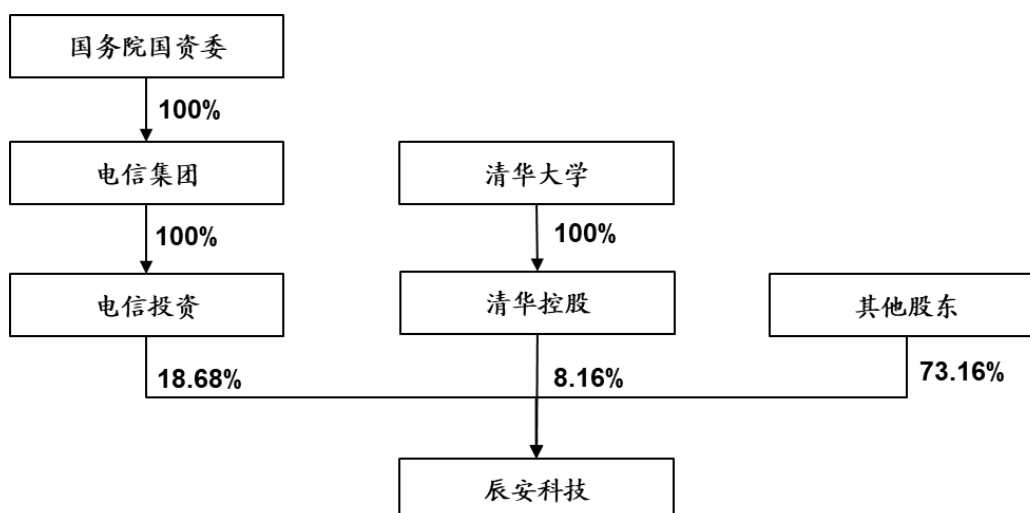 国务院国资委
100%
电信集团
清华大学
100%
100%
电信投资
清华控股
其他股东
18.68%
8.16%
73.16%
辰安科技